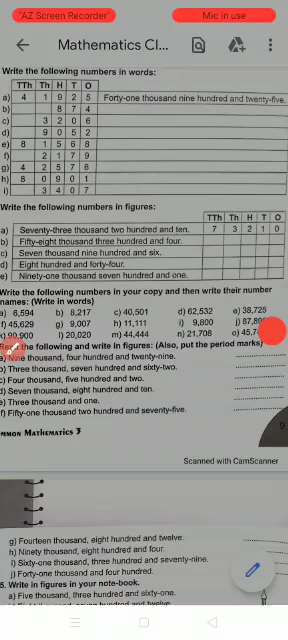 "AZ Screen Recorder" Mic in use
Mathematics Cl...
Write the following numbers in words:
TTh Th H T O
a) 4 1 9 2 5 Forty-one thousand nine hundred and twenty-five.
b) 8 7 4
c) 3 2 0 6
d) 9 0 5 2
e) 8 1 5 6 8
f) 2 1 7 9
g) 4 2 5 7 6
h) 8 0 9 0 1
i) 3 4 0 7
Write the following numbers in figures:
TTh Th H T O
a) Seventy-three thousand two hundred and ten. 7 3 2 1 0
b) Fifty-eight thousand three hundred and four.
c) Seven thousand nine hundred and six.
d) Eight hundred and forty-four.
e) Ninety-one thousand seven hundred and one.
Write the following numbers in your copy and then write their number
names: (Write in words)
a) 6,594 b) 8,217 c) 40,501 d) 62,532 e) 38,725
f) 45,629 g) 9,007 h) 11,111 i) 9,800 j) 87,69
k) 90,900 l) 20,020 m) 44,444 n) 21,708 o) 45,7
the following and write in figures: (Also, put the period marks)
a) Nine thousand, four hundred and twenty-nine.
b) Three thousand, seven hundred and sixty-two.
c) Four thousand, five hundred and two.
d) Seven thousand, eight hundred and ten.
e) Three thousand and one.
f) Fifty-one thousand two hundred and seventy-five.
MMON MATHEMATICS 3
9
Scanned with CamScanner
g) Fourteen thousand, eight hundred and twelve.
h) Ninety thousand, eight hundred and four.
i) Sixty-one thousand, three hundred and seventy-nine.
j) Forty-one thousand and four hundred.
5. Write in figures in your note-book.
a) Five thousand, three hundred and sixty-one.